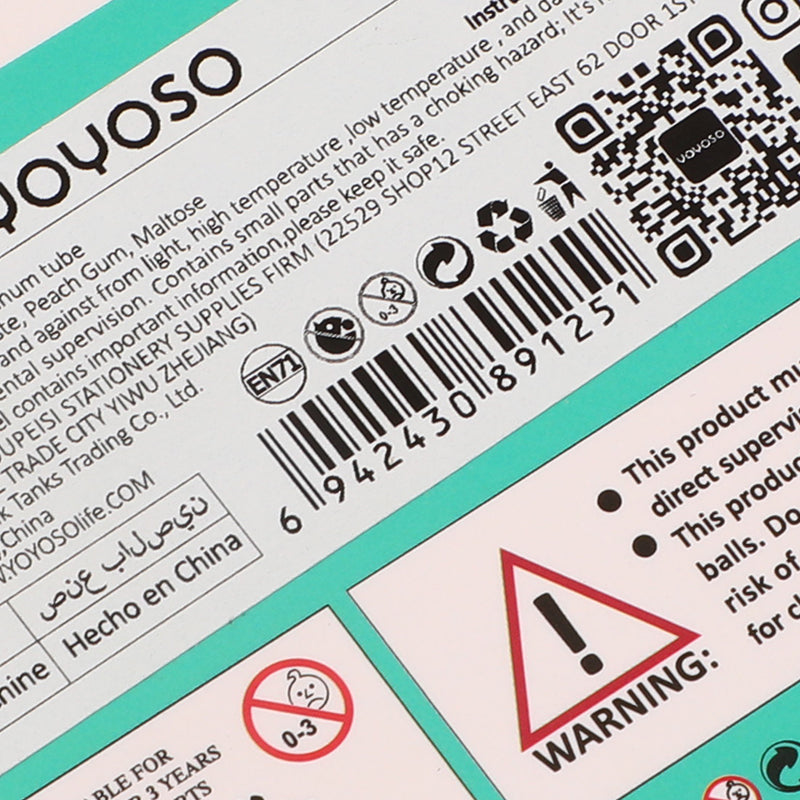 YOYOSO
Instru
num tube
te, Peach Gum, Maltose
and against from light, high temperature ,low temperature , and da
ental supervision. Contains small parts that has a choking hazard; It's
l contains important information,please keep it safe.
UPEISI STATIONERY SUPPLIES FIRM (22529 SHOP12 STREET EAST 62 DOOR 1ST
TRADE CITY YIWU ZHEJIANG)
k Tanks Trading Co., Ltd.
,China
.YOYOSOlife.COM
صنع بالصين
Hecho en China
hine
EN71
0-3
YOYOSO
6 942430 891251
This product mu
direct supervi
This produc
balls. Do
risk of
for c
WARNING:
0-3
ABLE FOR
R 3 YEARS
RTS